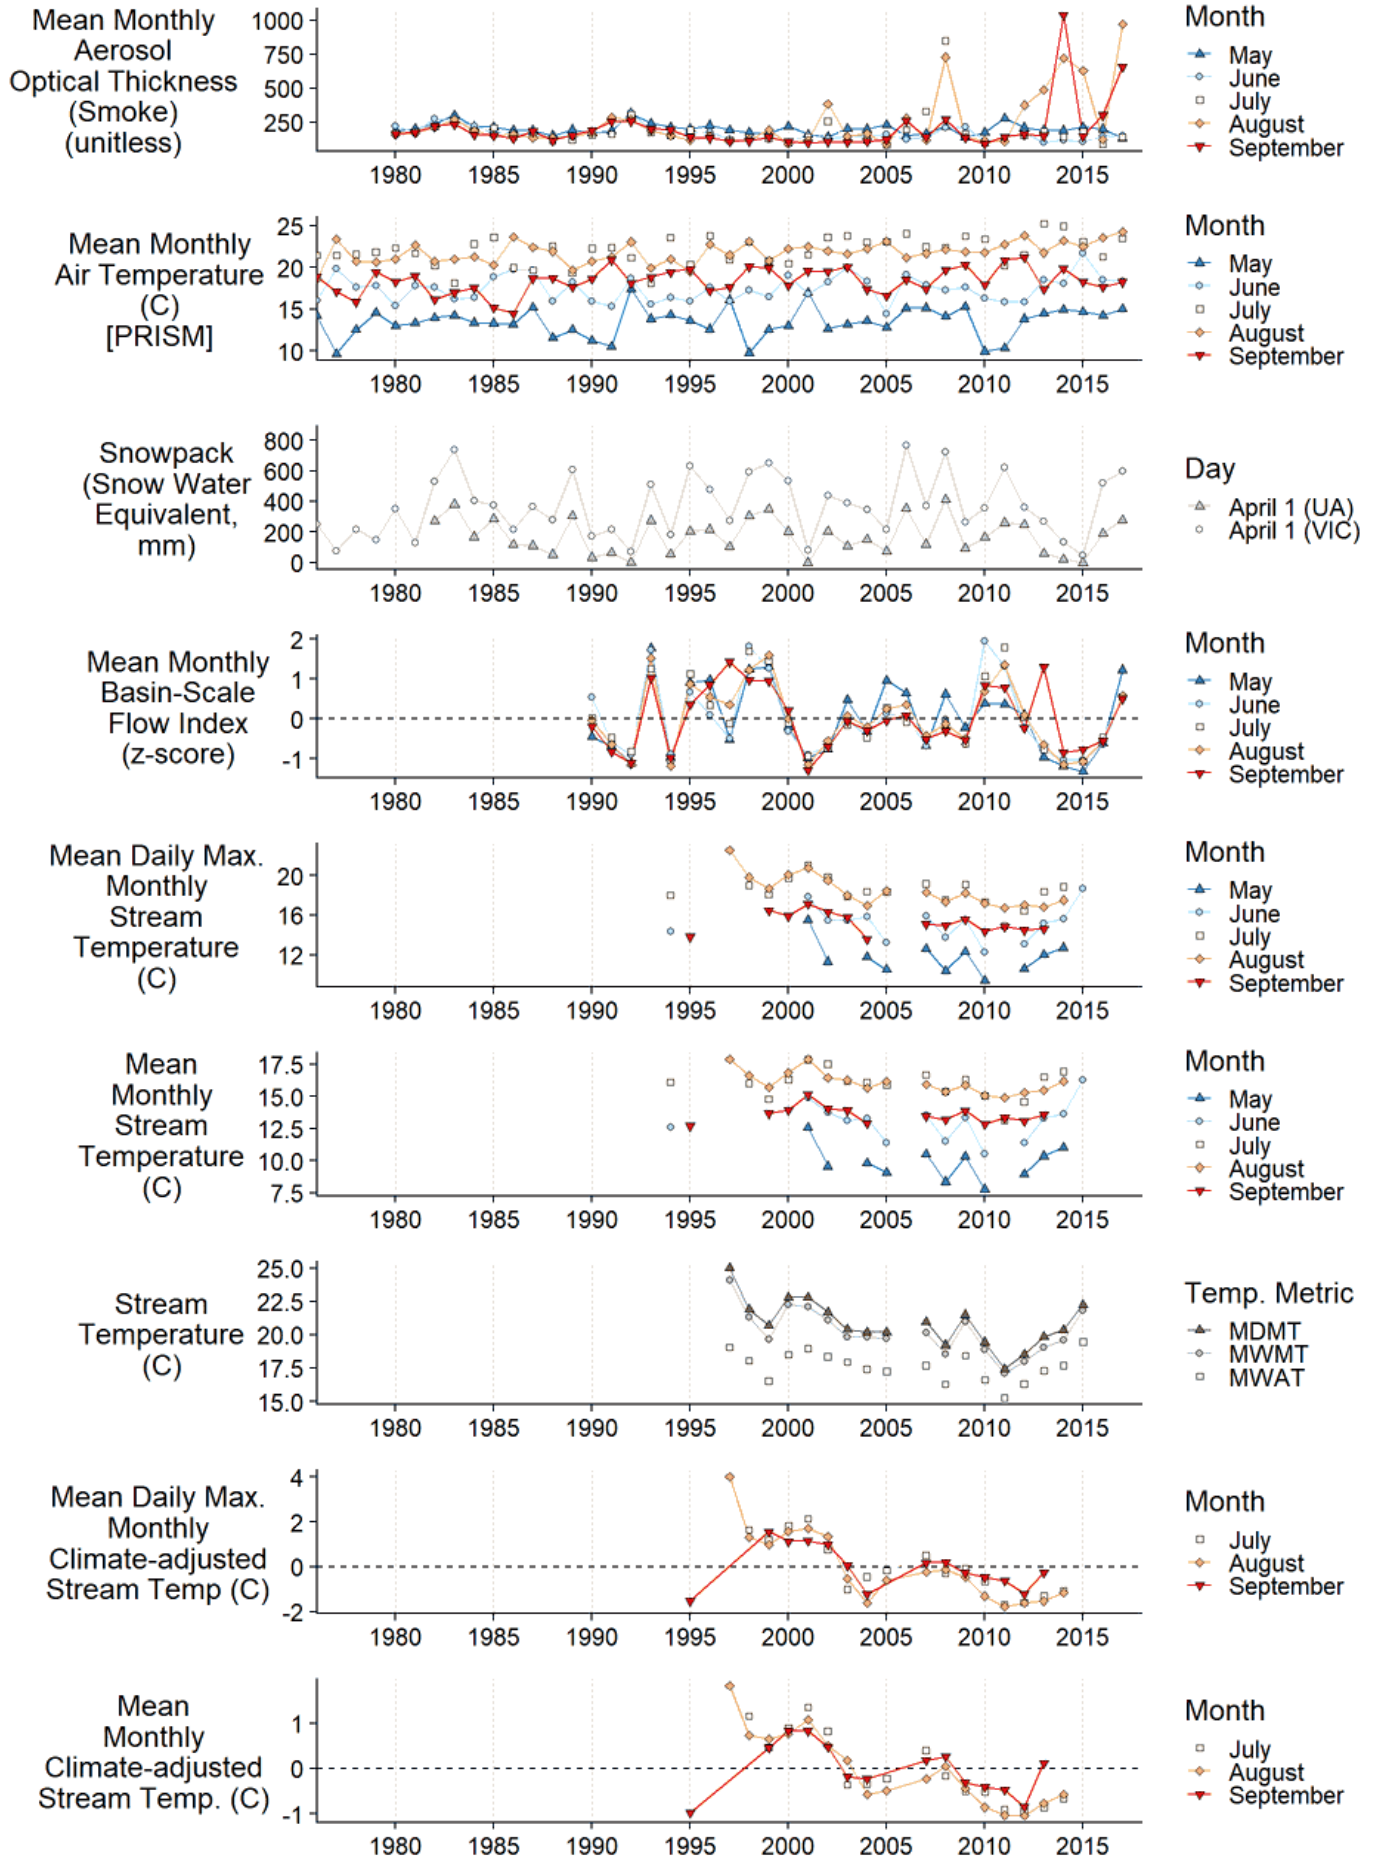 Mean Monthly
Aerosol
Optical Thickness
(Smoke)
(unitless)
1000
750
500
250
1980 1985 1990 1995 2000 2005 2010 2015
Month
May
June
July
August
September
Mean Monthly
Air Temperature
(C)
[PRISM]
25
20
15
10
1980 1985 1990 1995 2000 2005 2010 2015
Month
May
June
July
August
September
Snowpack
(Snow Water
Equivalent,
mm)
800
600
400
200
0
1980 1985 1990 1995 2000 2005 2010 2015
Day
April 1 (UA)
April 1 (VIC)
Mean Monthly
Basin-Scale
Flow Index
(z-score)
2
1
0
-1
1980 1985 1990 1995 2000 2005 2010 2015
Month
May
June
July
August
September
Mean Daily Max.
Monthly
Stream
Temperature
(C)
20
16
12
1980 1985 1990 1995 2000 2005 2010 2015
Month
May
June
July
August
September
Mean
Monthly
Stream
Temperature
(C)
17.5
15.0
12.5
10.0
7.5
1980 1985 1990 1995 2000 2005 2010 2015
Month
May
June
July
August
September
Stream
Temperature
(C)
25.0
22.5
20.0
17.5
15.0
1980 1985 1990 1995 2000 2005 2010 2015
Temp. Metric
MDMT
MWMT
MWAT
Mean Daily Max.
Monthly
Climate-adjusted
Stream Temp (C)
4
2
0
-2
1980 1985 1990 1995 2000 2005 2010 2015
Month
July
August
September
Mean
Monthly
Climate-adjusted
Stream Temp. (C)
1
0
-1
1980 1985 1990 1995 2000 2005 2010 2015
Month
July
August
September